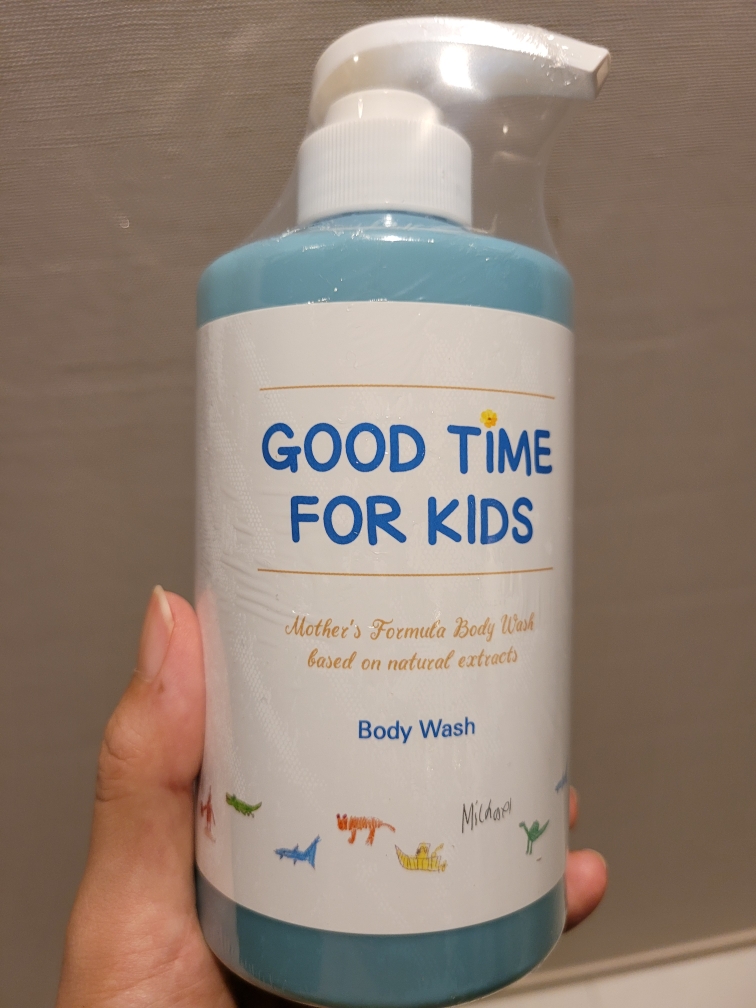 GOOD TIME
FOR KIDS
Mother's Formula Body Wash
based on natural extracts
Body Wash
Michael